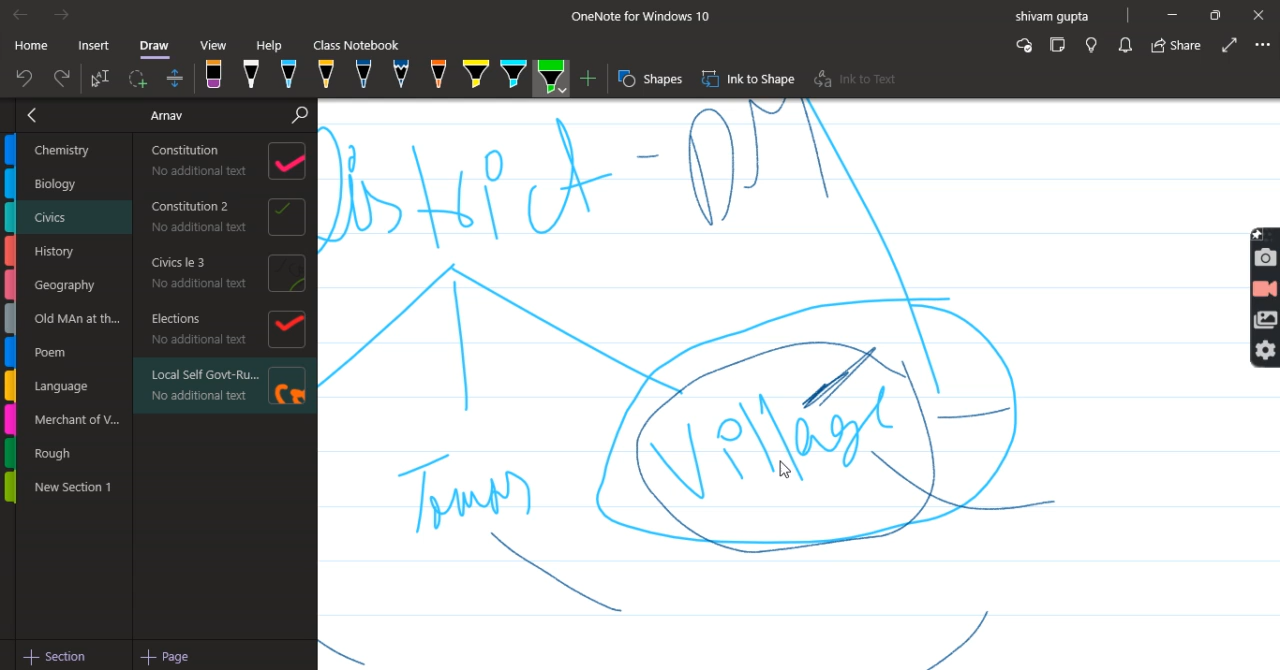 OneNote for Windows 10
shivam gupta
Home Insert Draw View Help Class Notebook
Share
Shapes Ink to Shape Ink to Text
Arnav
Chemistry
Biology
Civics
History
Geography
Old MAn at th...
Poem
Language
Merchant of V...
Rough
New Section 1
Section
Constitution
No additional text
Constitution 2
No additional text
Civics le 3
No additional text
Elections
No additional text
Local Self Govt-Ru...
No additional text
Page
District - DM
Village